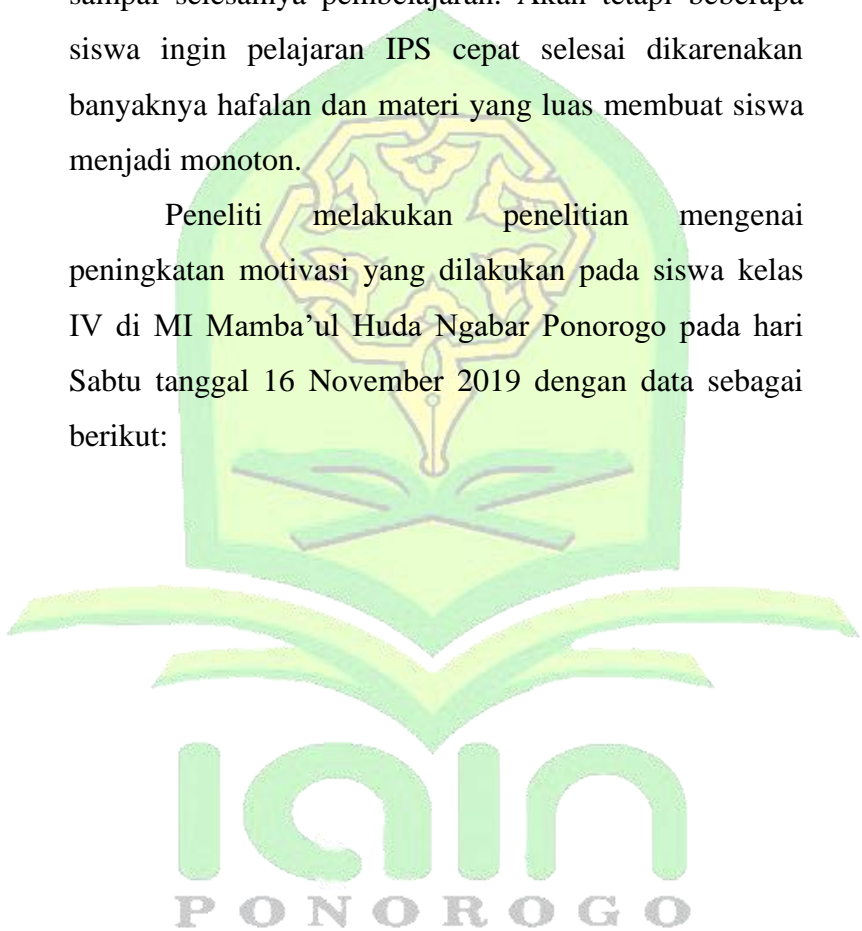 sampai selesainya pembelajaran. Akan tetapi beberapa
siswa ingin pelajaran IPS cepat selesai dikarenakan
banyaknya hafalan dan materi yang luas membuat siswa
menjadi monoton.
Peneliti melakukan penelitian mengenai
peningkatan motivasi yang dilakukan pada siswa kelas
IV di MI Mamba’ul Huda Ngabar Ponorogo pada hari
Sabtu tanggal 16 November 2019 dengan data sebagai
berikut:
iain
PONOROGO